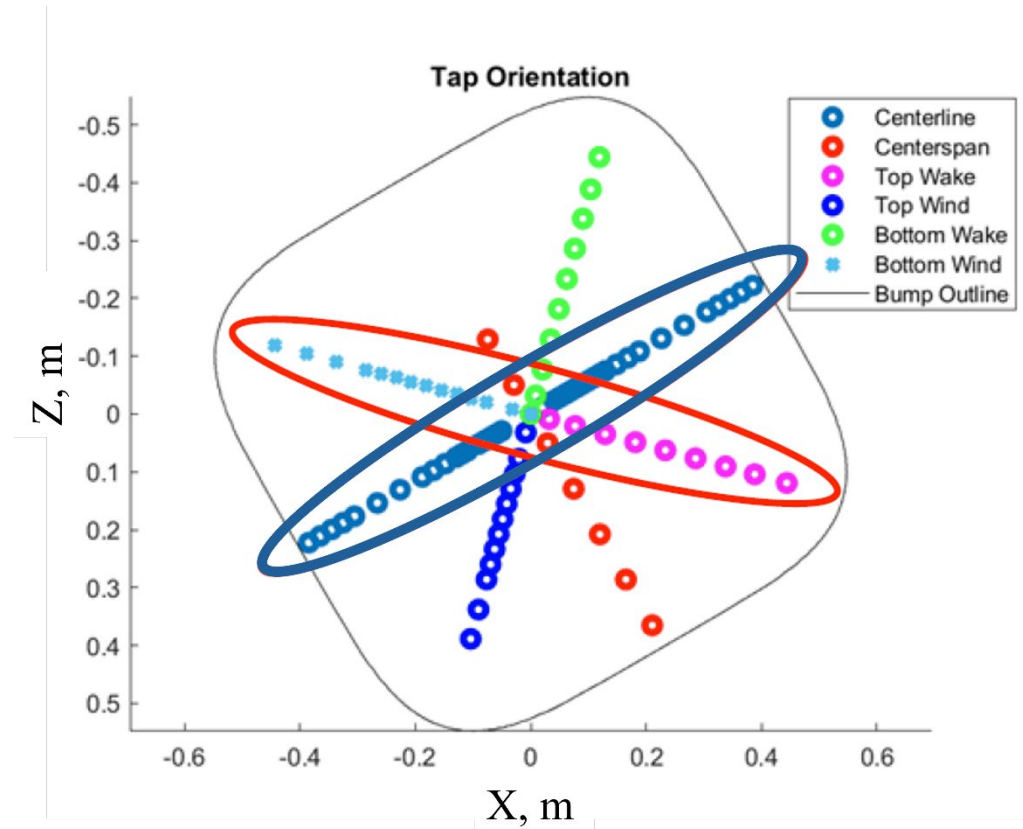 Tap Orientation
Centerline
Centerspan
Top Wake
Top Wind
Bottom Wake
Bottom Wind
Bump Outline
-0.5
-0.4
-0.3
-0.2
-0.1
0
0.1
0.2
0.3
0.4
0.5
Z, m
-0.6 -0.4 -0.2 0 0.2 0.4 0.6
X, m